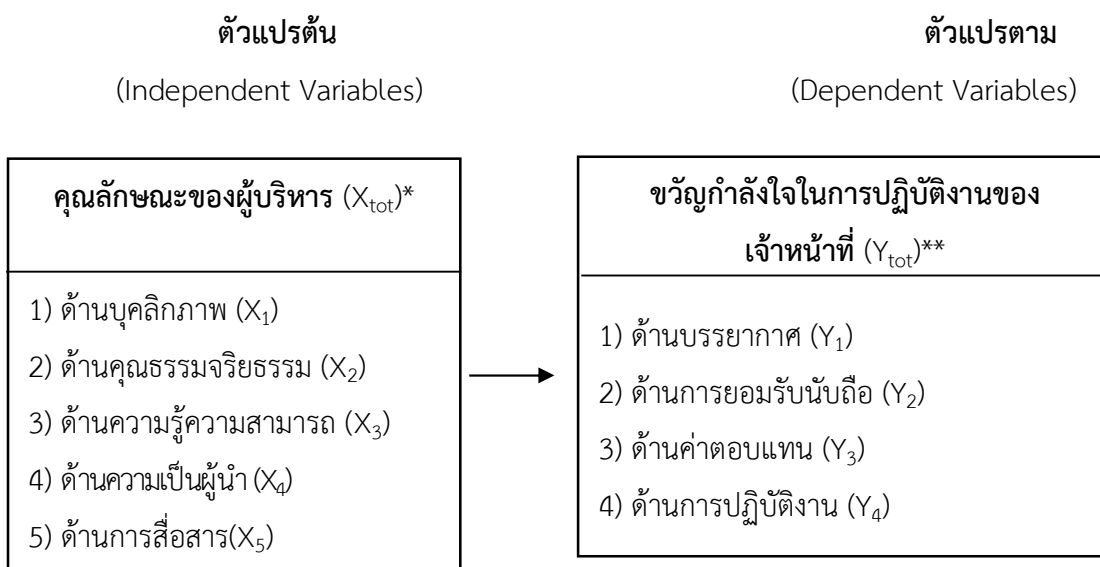 ตัวแปรต้น
(Independent Variables)
คุณลักษณะของผู้บริหาร (Xtot)*
1) ด้านบุคลิกภาพ (X1)
2) ด้านคุณธรรมจริยธรรม (X2)
3) ด้านความรู้ความสามารถ (X3)
4) ด้านความเป็นผู้นำ (X4)
5) ด้านการสื่อสาร(X5)
ตัวแปรตาม
(Dependent Variables)
ขวัญกำลังใจในการปฏิบัติงานของ
เจ้าหน้าที่ (Ytot)**
1) ด้านบรรยากาศ (Y1)
2) ด้านการยอมรับนับถือ (Y2)
3) ด้านค่าตอบแทน (Y3)
4) ด้านการปฏิบัติงาน (Y4)